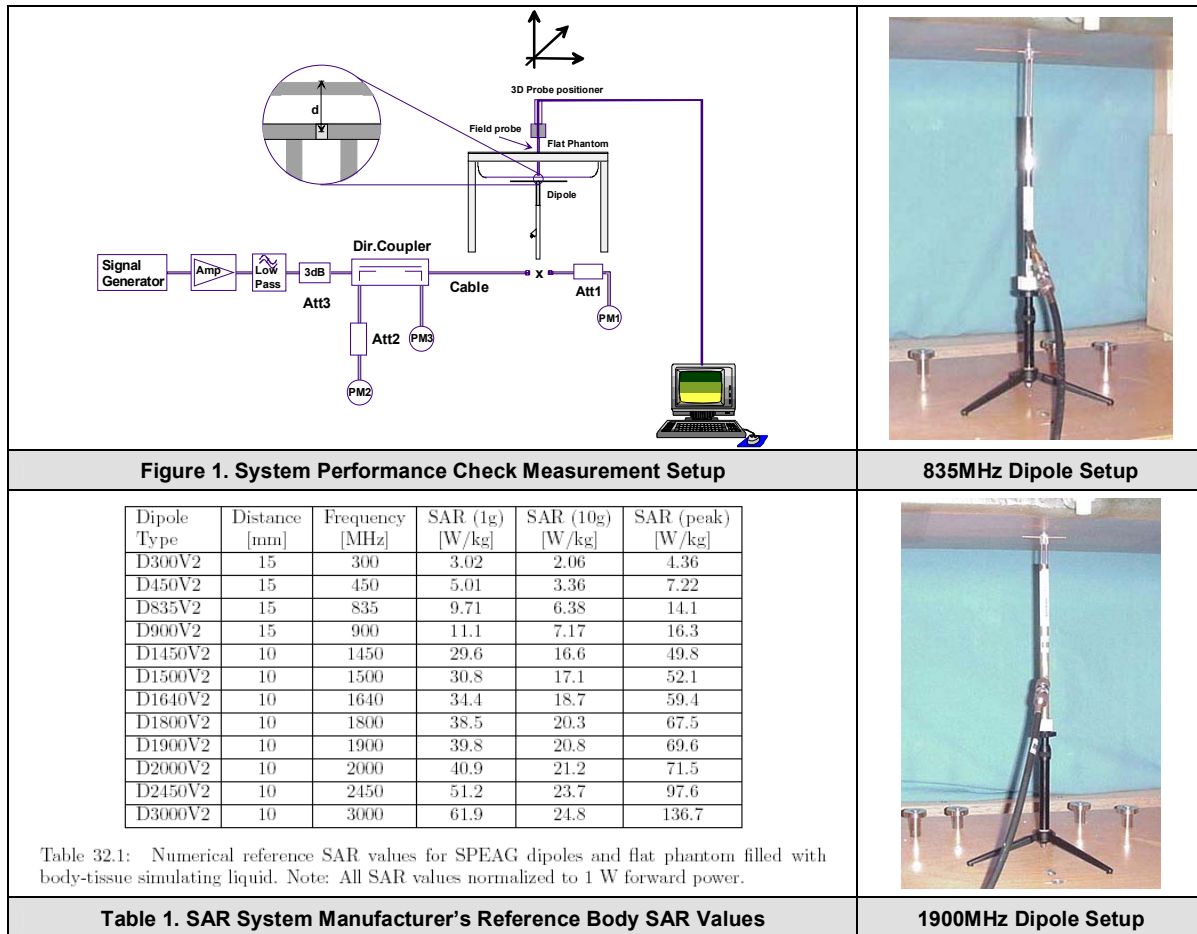 3D Probe positioner
d
Field probe
Flat Phantom
Dipole
Dir.Coupler
Signal
Generator
Amp
Low
Pass
3dB
x
Att3
Cable
Att1
PM1
Att2
PM3
PM2
Figure 1. System Performance Check Measurement Setup
835MHz Dipole Setup
Dipole Type Distance [mm] Frequency [MHz] SAR (1g) [W/kg] SAR (10g) [W/kg] SAR (peak) [W/kg]
D300V2 15 300 3.02 2.06 4.36
D450V2 15 450 5.01 3.36 7.22
D835V2 15 835 9.71 6.38 14.1
D900V2 15 900 11.1 7.17 16.3
D1450V2 10 1450 29.6 16.6 49.8
D1500V2 10 1500 30.8 17.1 52.1
D1640V2 10 1640 34.4 18.7 59.4
D1800V2 10 1800 38.5 20.3 67.5
D1900V2 10 1900 39.8 20.8 69.6
D2000V2 10 2000 40.9 21.2 71.5
D2450V2 10 2450 51.2 23.7 97.6
D3000V2 10 3000 61.9 24.8 136.7
Table 32.1: Numerical reference SAR values for SPEAG dipoles and flat phantom filled with
body-tissue simulating liquid. Note: All SAR values normalized to 1 W forward power.
Table 1. SAR System Manufacturer's Reference Body SAR Values
1900MHz Dipole Setup